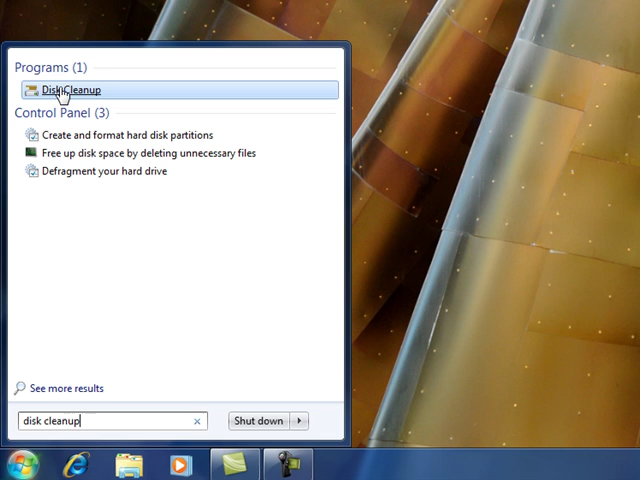 Programs (1)
Disk Cleanup
Control Panel (3)
Create and format hard disk partitions
Free up disk space by deleting unnecessary files
Defragment your hard drive
See more results
disk cleanup
Shut down